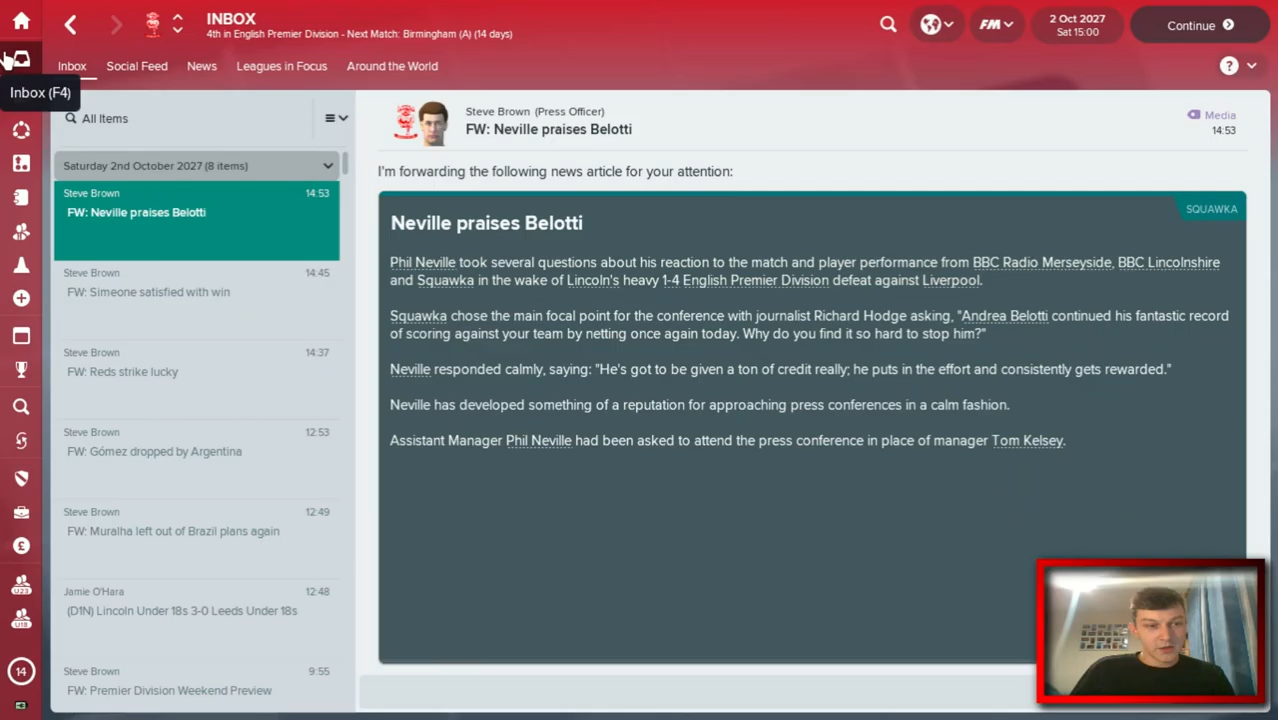 INBOX
4th in English Premier Division - Next Match: Birmingham (A) (14 days)
FM
2 Oct 2027
Sat 15:00
Continue
Inbox
Social Feed
News
Leagues in Focus
Around the World
?
Inbox (F4)
All Items
Saturday 2nd October 2027 (8 items)
Steve Brown 14:53
FW: Neville praises Belotti
Steve Brown 14:45
FW: Simeone satisfied with win
Steve Brown 14:37
FW: Reds strike lucky
Steve Brown 12:53
FW: Gómez dropped by Argentina
Steve Brown 12:49
FW: Muralha left out of Brazil plans again
Jamie O'Hara 12:48
(D1N) Lincoln Under 18s 3-0 Leeds Under 18s
Steve Brown 9:55
FW: Premier Division Weekend Preview
U23
U18
14
Steve Brown (Press Officer)
FW: Neville praises Belotti
Media
14:53
I'm forwarding the following news article for your attention:
Neville praises Belotti
SQUAWKA
Phil Neville took several questions about his reaction to the match and player performance from BBC Radio Merseyside, BBC Lincolnshire
and Squawka in the wake of Lincoln's heavy 1-4 English Premier Division defeat against Liverpool.
Squawka chose the main focal point for the conference with journalist Richard Hodge asking, "Andrea Belotti continued his fantastic record
of scoring against your team by netting once again today. Why do you find it so hard to stop him?"
Neville responded calmly, saying: "He's got to be given a ton of credit really; he puts in the effort and consistently gets rewarded."
Neville has developed something of a reputation for approaching press conferences in a calm fashion.
Assistant Manager Phil Neville had been asked to attend the press conference in place of manager Tom Kelsey.